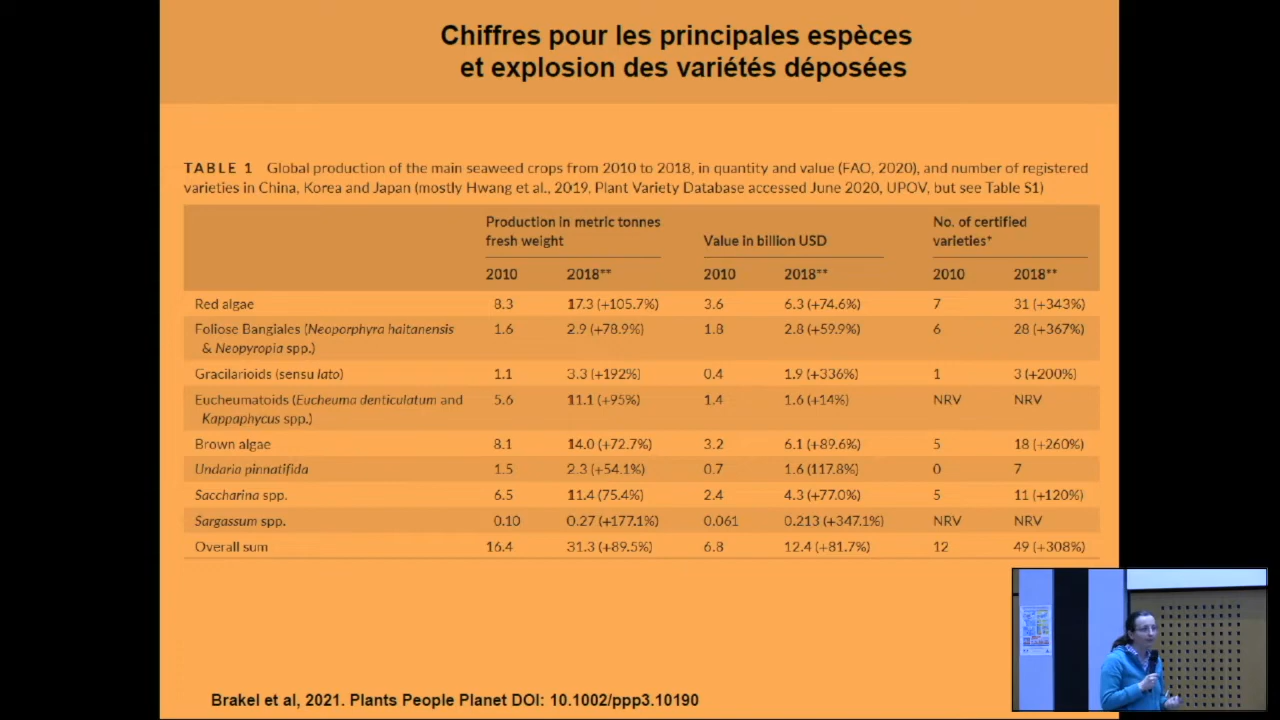 Chiffres pour les principales espèces
et explosion des variétés déposées
TABLE 1 Global production of the main seaweed crops from 2010 to 2018, in quantity and value (FAO, 2020), and number of registered
varieties in China, Korea and Japan (mostly Hwang et al., 2019, Plant Variety Database accessed June 2020, UPOV, but see Table S1)
Production in metric tonnes
fresh weight
Value in billion USD
No. of certified
varieties*
2010 2018** 2010 2018** 2010 2018**
Red algae 8.3 17.3 (+105.7%) 3.6 6.3 (+74.6%) 7 31 (+343%)
Foliose Bangiales (Neoporphyra haitanensis 1.6 2.9 (+78.9%) 1.8 2.8 (+59.9%) 6 28 (+367%)
& Neopyropia spp.)
Gracilarioids (sensu lato) 1.1 3.3 (+192%) 0.4 1.9 (+336%) 1 3 (+200%)
Eucheumatoids (Eucheuma denticulatum and 5.6 11.1 (+95%) 1.4 1.6 (+14%) NRV NRV
Kappaphycus spp.)
Brown algae 8.1 14.0 (+72.7%) 3.2 6.1 (+89.6%) 5 18 (+260%)
Undaria pinnatifida 1.5 2.3 (+54.1%) 0.7 1.6 (117.8%) 0 7
Saccharina spp. 6.5 11.4 (75.4%) 2.4 4.3 (+77.0%) 5 11 (+120%)
Sargassum spp. 0.10 0.27 (+177.1%) 0.061 0.213 (+347.1%) NRV NRV
Overall sum 16.4 31.3 (+89.5%) 6.8 12.4 (+81.7%) 12 49 (+308%)
Brakel et al, 2021. Plants People Planet DOI: 10.1002/ppp3.10190